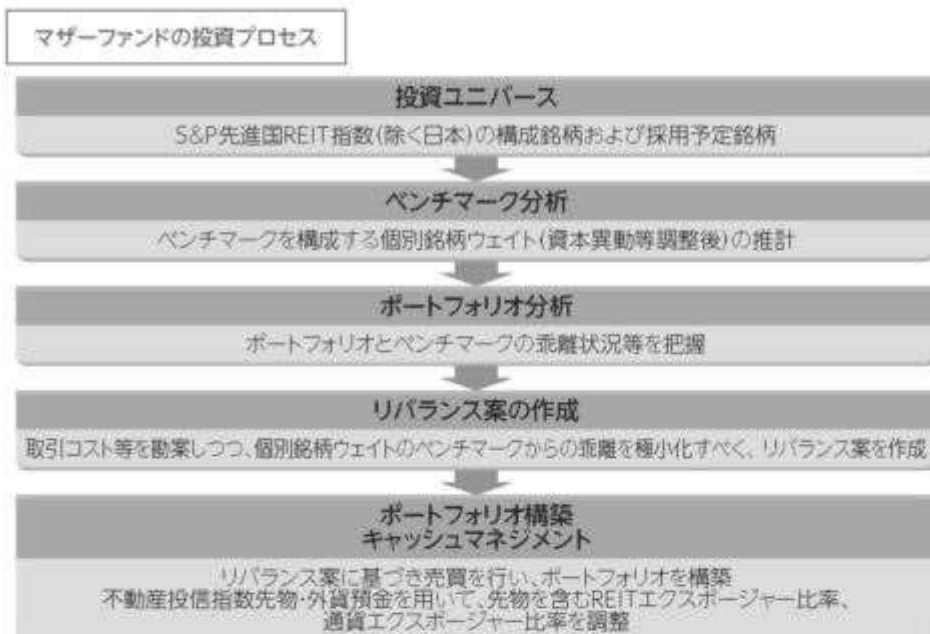 マザーファンドの投資プロセス
投資ユニバース
S&P先進国REIT指数(除く日本)の構成銘柄および採用予定銘柄
ベンチマーク分析
ベンチマークを構成する個別銘柄ウェイト(資本異動等調整後)の推計
ポートフォリオ分析
ポートフォリオとベンチマークの乖離状況等を把握
リバランス案の作成
取引コスト等を勘案しつつ、個別銘柄ウェイトのベンチマークからの乖離を極小化すべく、リバランス案を作成
ポートフォリオ構築
キャッシュマネジメント
リバランス案に基づき売買を行い、ポートフォリオを構築
不動産投信指数先物・外貨預金を用いて、先物を含むREITエクスポージャー比率、
通貨エクスポージャー比率を調整